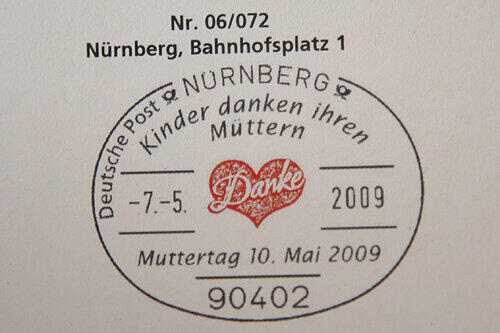 Nr. 06/072
Nürnberg, Bahnhofsplatz 1
Deutsche Post
NÜRNBERG
Kinder danken ihren
Müttern
Danke
-7.-5.
2009
Muttertag 10. Mai 2009
90402